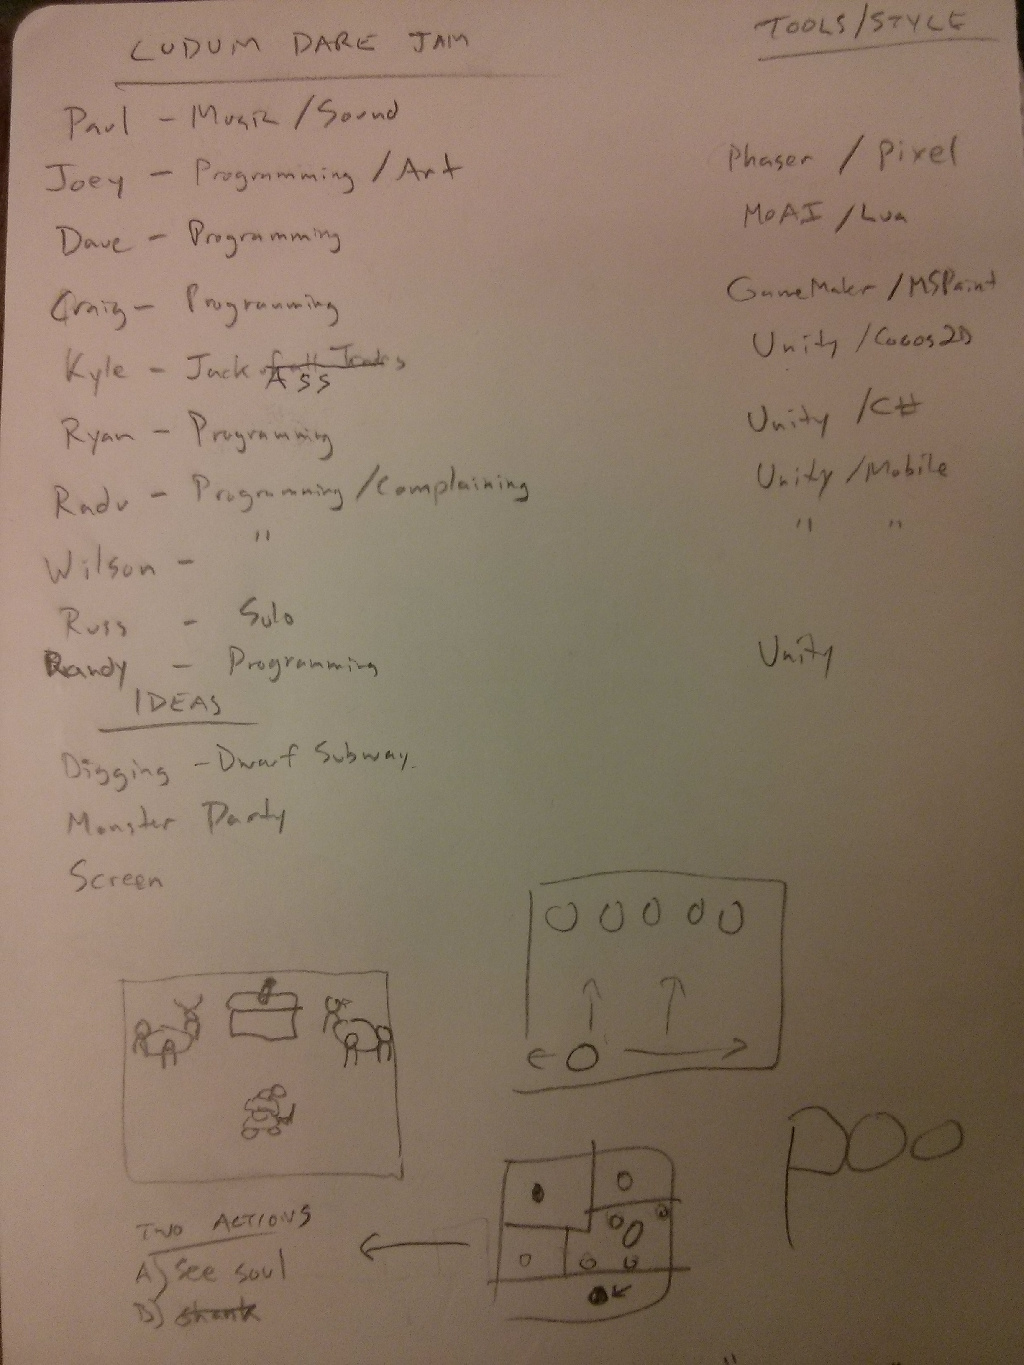 LUDUM DARE JAM
TOOLS/STYLE
Paul - Musik/Sound
Joey - Programming/Art
Phaser / Pixel
Dave - Programming
MOAI /Lua
Craig - Programming
GameMaker/MSPaint
Kyle - Jack of all Trades
ASS
Unity /Cocos2D
Ryan - Programming
Unity /C#
Radu - Programming/Complaining
Unity/Mobile
Wilson - "
" "
Russ - Solo
Randy - Programming
Unity
IDEAS
Digging - Dwarf Subway.
Monster Party
Screen
POO
TWO ACTIONS
A) See soul
B) shank